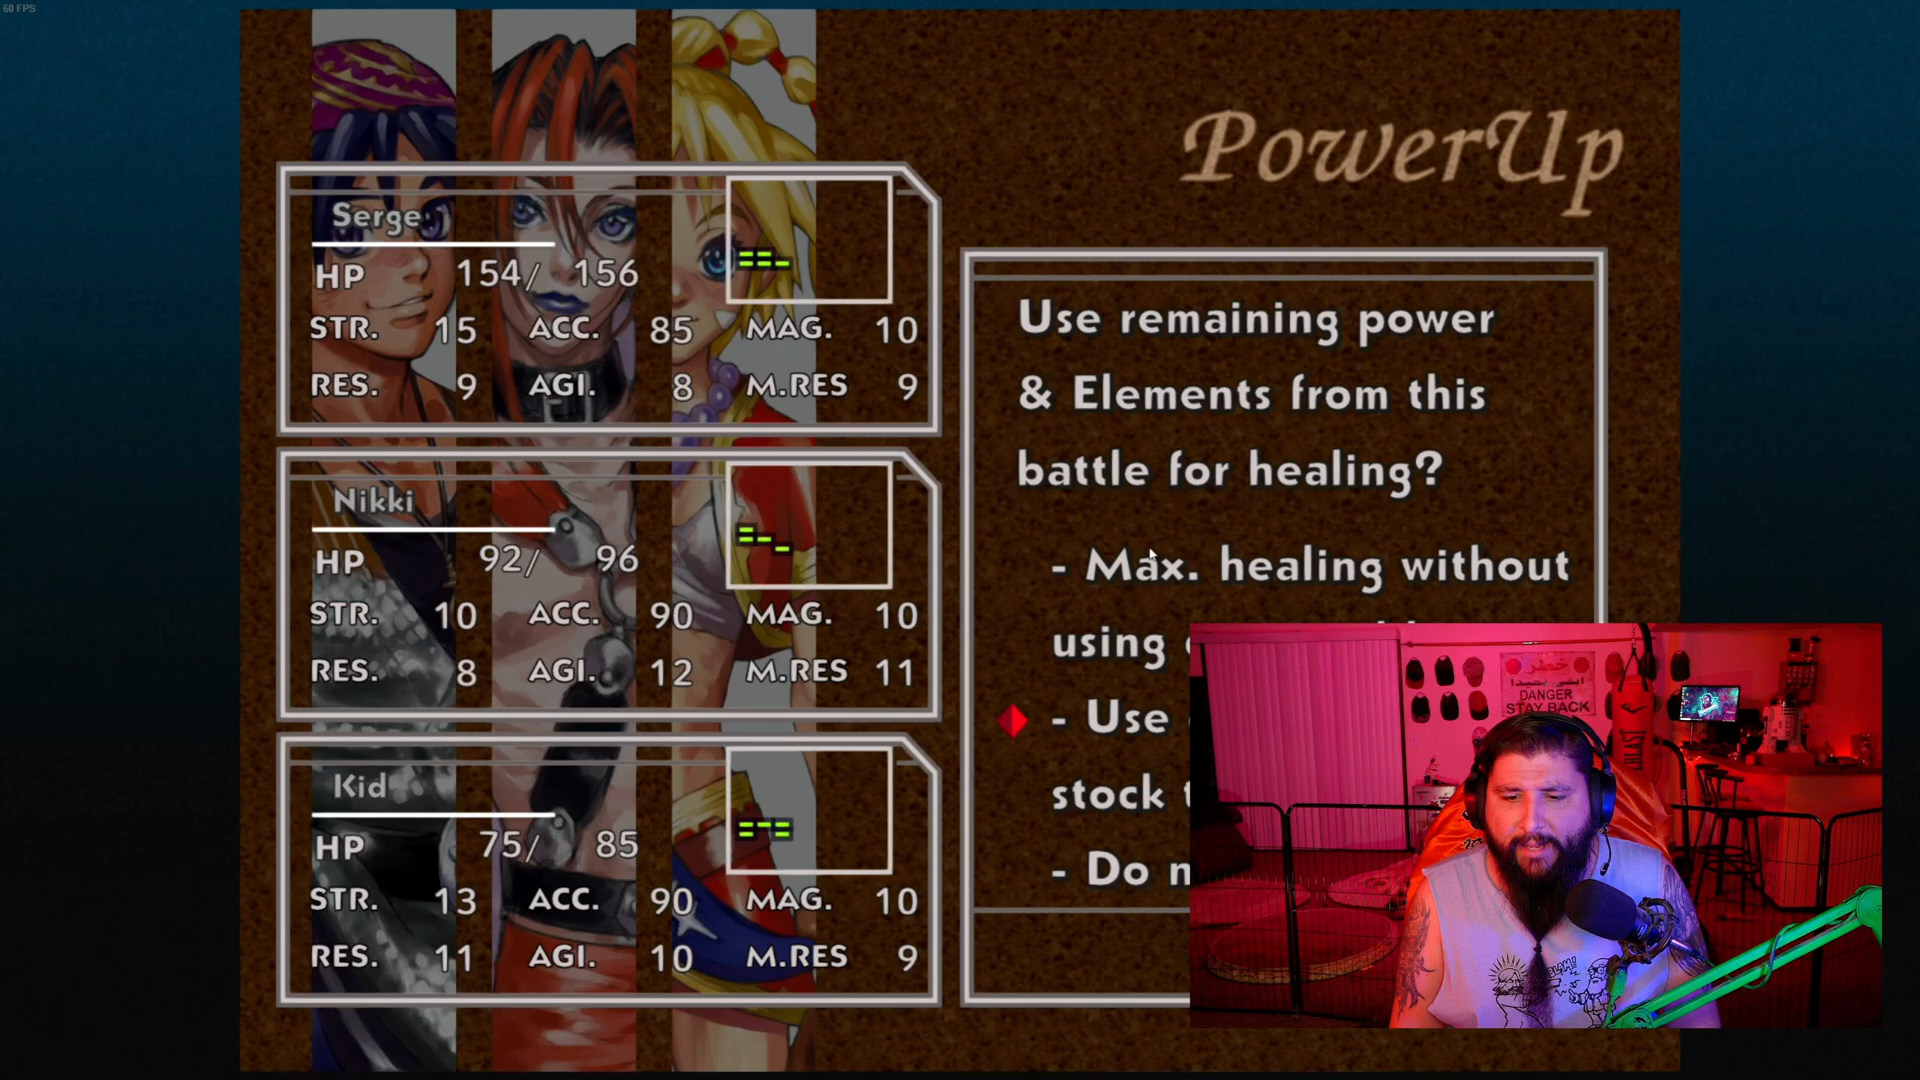 60 FPS
PowerUp
Serge
HP 154/ 156
STR. 15 ACC. 85 MAG. 10
RES. 9 AGI. 8 M.RES 9
Nikki
HP 92/ 96
STR. 10 ACC. 90 MAG. 10
RES. 8 AGI. 12 M.RES 11
Kid
HP 75/ 85
STR. 13 ACC. 90 MAG. 10
RES. 11 AGI. 10 M.RES 9
Use remaining power
& Elements from this
battle for healing?
- Max. healing without
using
- Use
stock
- Do
خطر
DANGER
STAY BACK
BLAM!